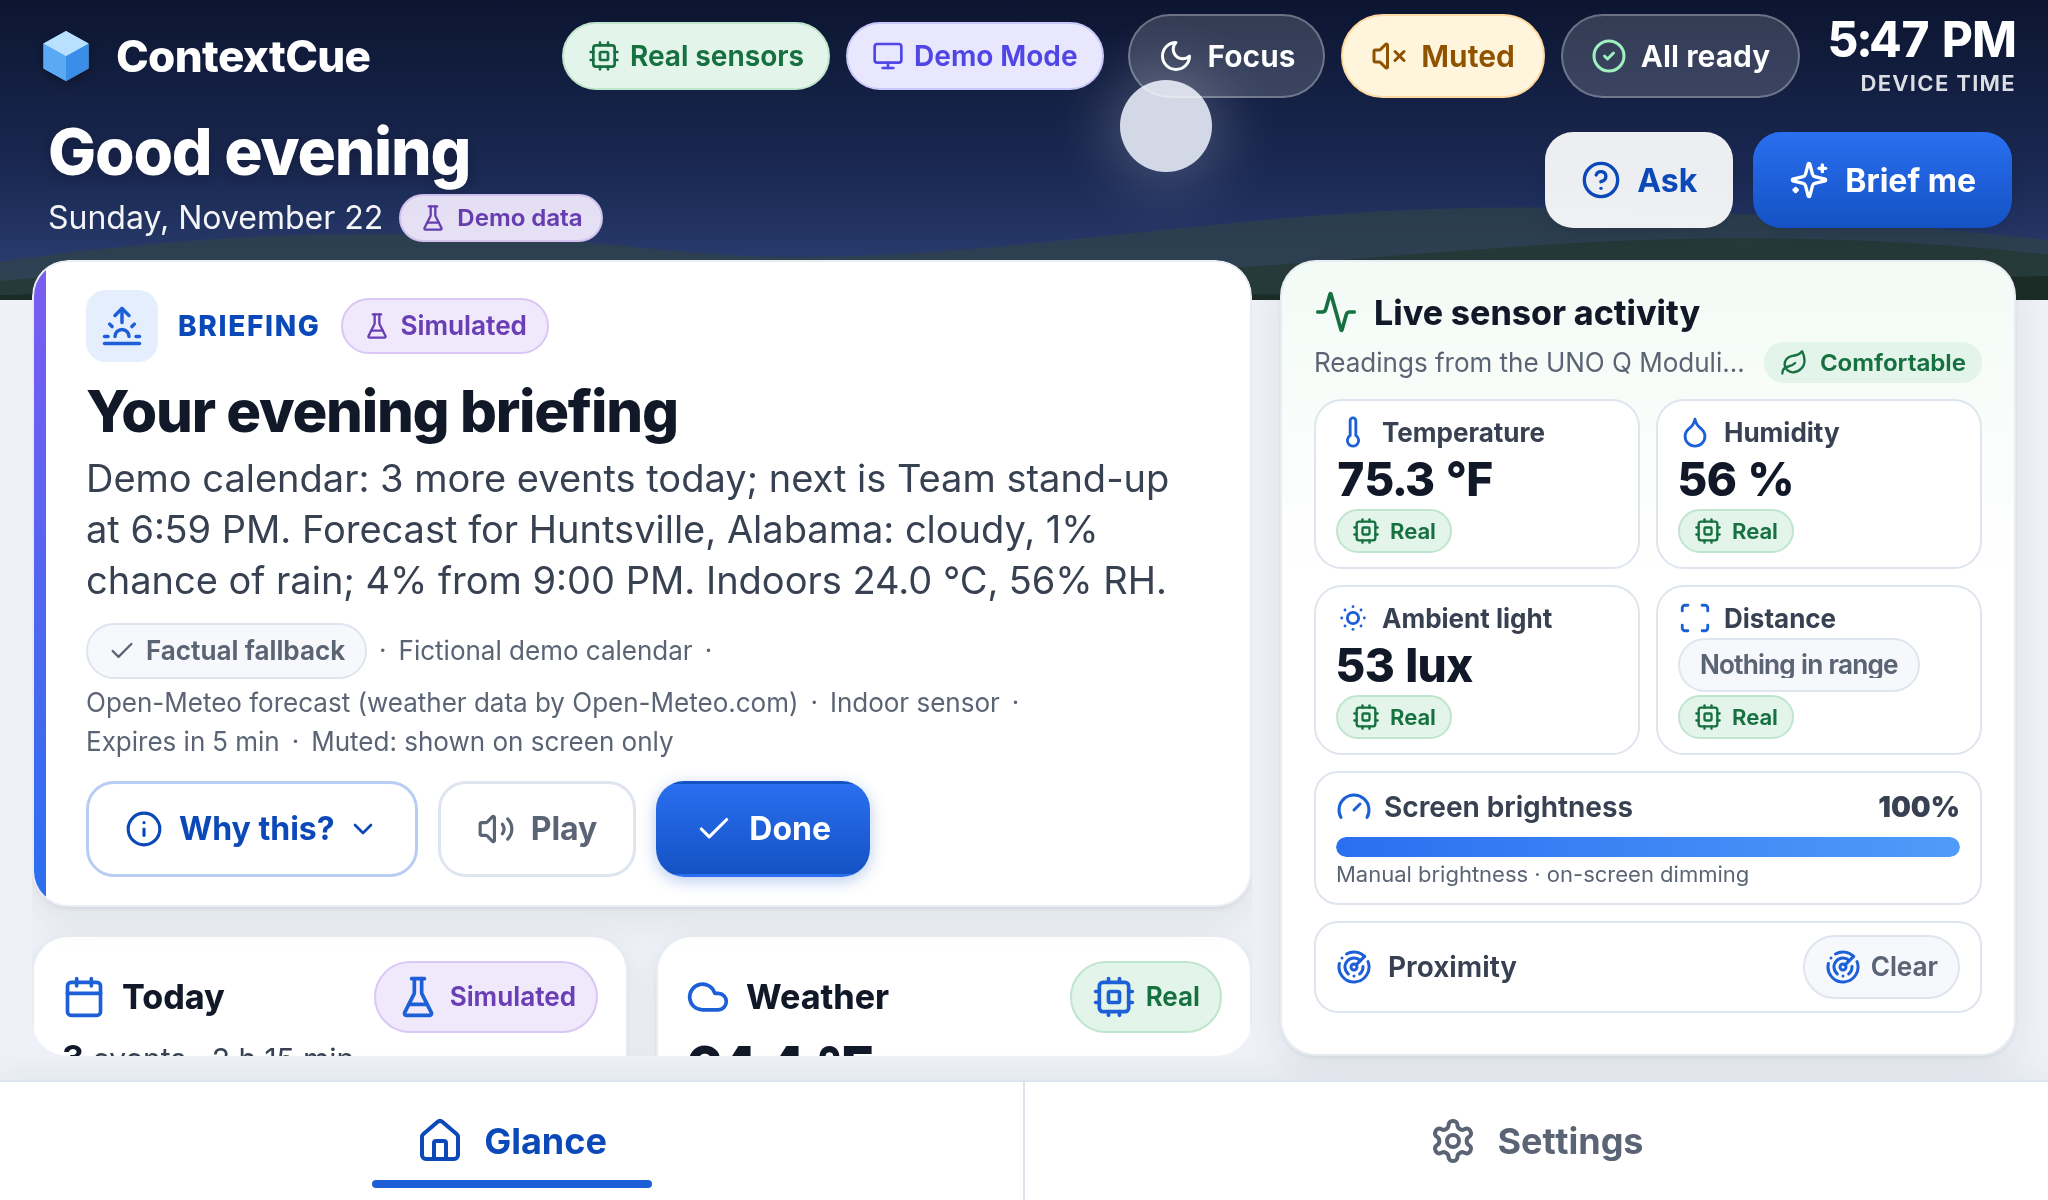 ContextCue
Real sensors
Demo Mode
Focus
Muted
All ready
5:47 PM
DEVICE TIME
Good evening
Sunday, November 22
Demo data
Ask
Brief me
BRIEFING
Simulated
Your evening briefing
Demo calendar: 3 more events today; next is Team stand-up
at 6:59 PM. Forecast for Huntsville, Alabama: cloudy, 1%
chance of rain; 4% from 9:00 PM. Indoors 24.0 °C, 56% RH.
Factual fallback · Fictional demo calendar ·
Open-Meteo forecast (weather data by Open-Meteo.com) · Indoor sensor ·
Expires in 5 min · Muted: shown on screen only
Why this?
Play
Done
Today
Simulated
Weather
Real
Live sensor activity
Readings from the UNO Q Moduli...
Comfortable
Temperature
75.3 °F
Real
Humidity
56 %
Real
Ambient light
53 lux
Real
Distance
Nothing in range
Real
Screen brightness
100%
Manual brightness · on-screen dimming
Proximity
Clear
Glance
Settings